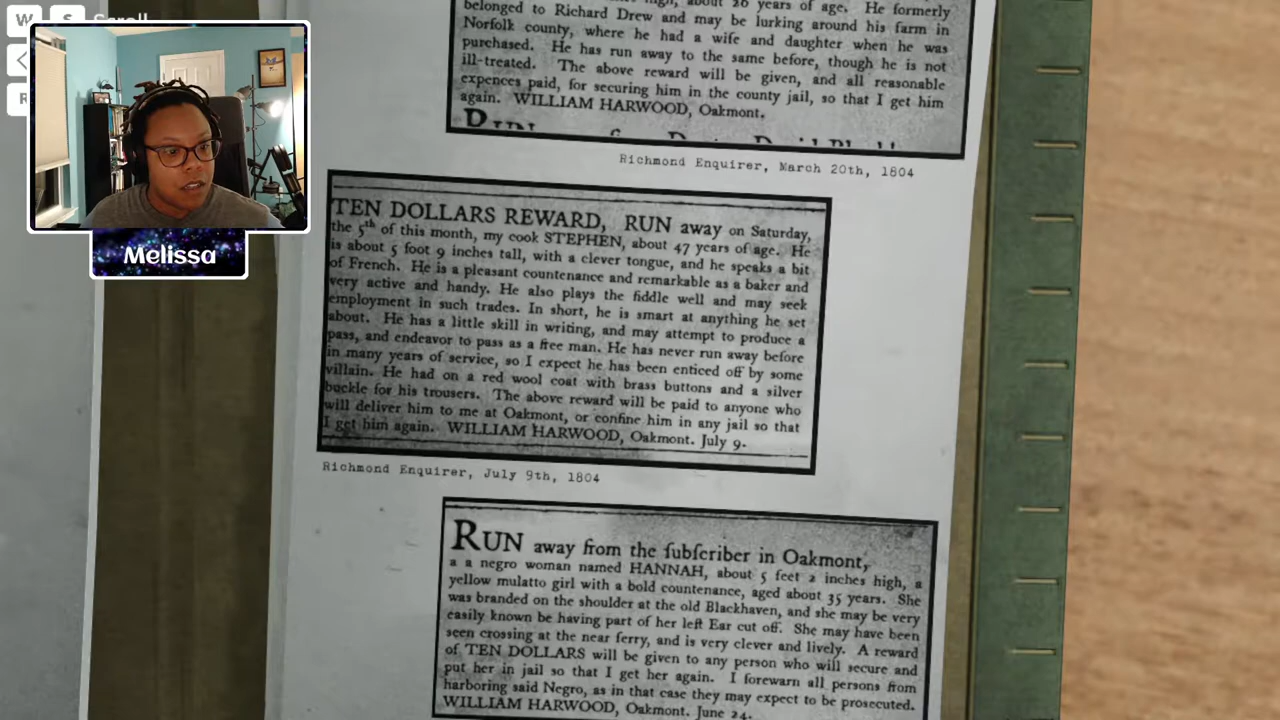 W S Scroll
R
high, about 26 years of age. He formerly
belonged to Richard Drew and may be lurking around his farm in
Norfolk county, where he had a wife and daughter when he was
purchased. He has run away to the same before, though he is not
ill-treated. The above reward will be given, and all reasonable
expences paid, for securing him in the county jail, so that I get him
again. WILLIAM HARWOOD, Oakmont.
Richmond Enquirer, March 20th, 1804
TEN DOLLARS REWARD, RUN away on Saturday,
the 5th of this month, my cook STEPHEN, about 47 years of age. He
is about 5 foot 9 inches tall, with a clever tongue, and he speaks a bit
of French. He is a pleasant countenance and remarkable as a baker and
very active and handy. He also plays the fiddle well and may seek
employment in such trades. In short, he is smart at anything he set
about. He has a little skill in writing, and may attempt to produce a
pass, and endeavor to pass as a free man. He has never run away before
in many years of service, so I expect he has been enticed off by some
villain. He had on a red wool coat with brass buttons and a silver
buckle for his trousers. The above reward will be paid to anyone who
will deliver him to me at Oakmont, or confine him in any jail so that
I get him again. WILLIAM HARWOOD, Oakmont. July 9.
Richmond Enquirer, July 9th, 1804
RUN away from the ſubſcriber in Oakmont,
a a negro woman named HANNAH, about 5 feet 2 inches high, a
yellow mulatto girl with a bold countenance, aged about 35 years. She
was branded on the shoulder at the old Blackhaven, and she may be very
easily known be having part of her left Ear cut off. She may have been
seen crossing at the near ferry, and is very clever and lively. A reward
of TEN DOLLARS will be given to any person who will secure and
put her in jail so that I get her again. I forewarn all persons from
harboring said Negro, as in that case they may expect to be prosecuted.
WILLIAM HARWOOD, Oakmont. June 24.
Melissa